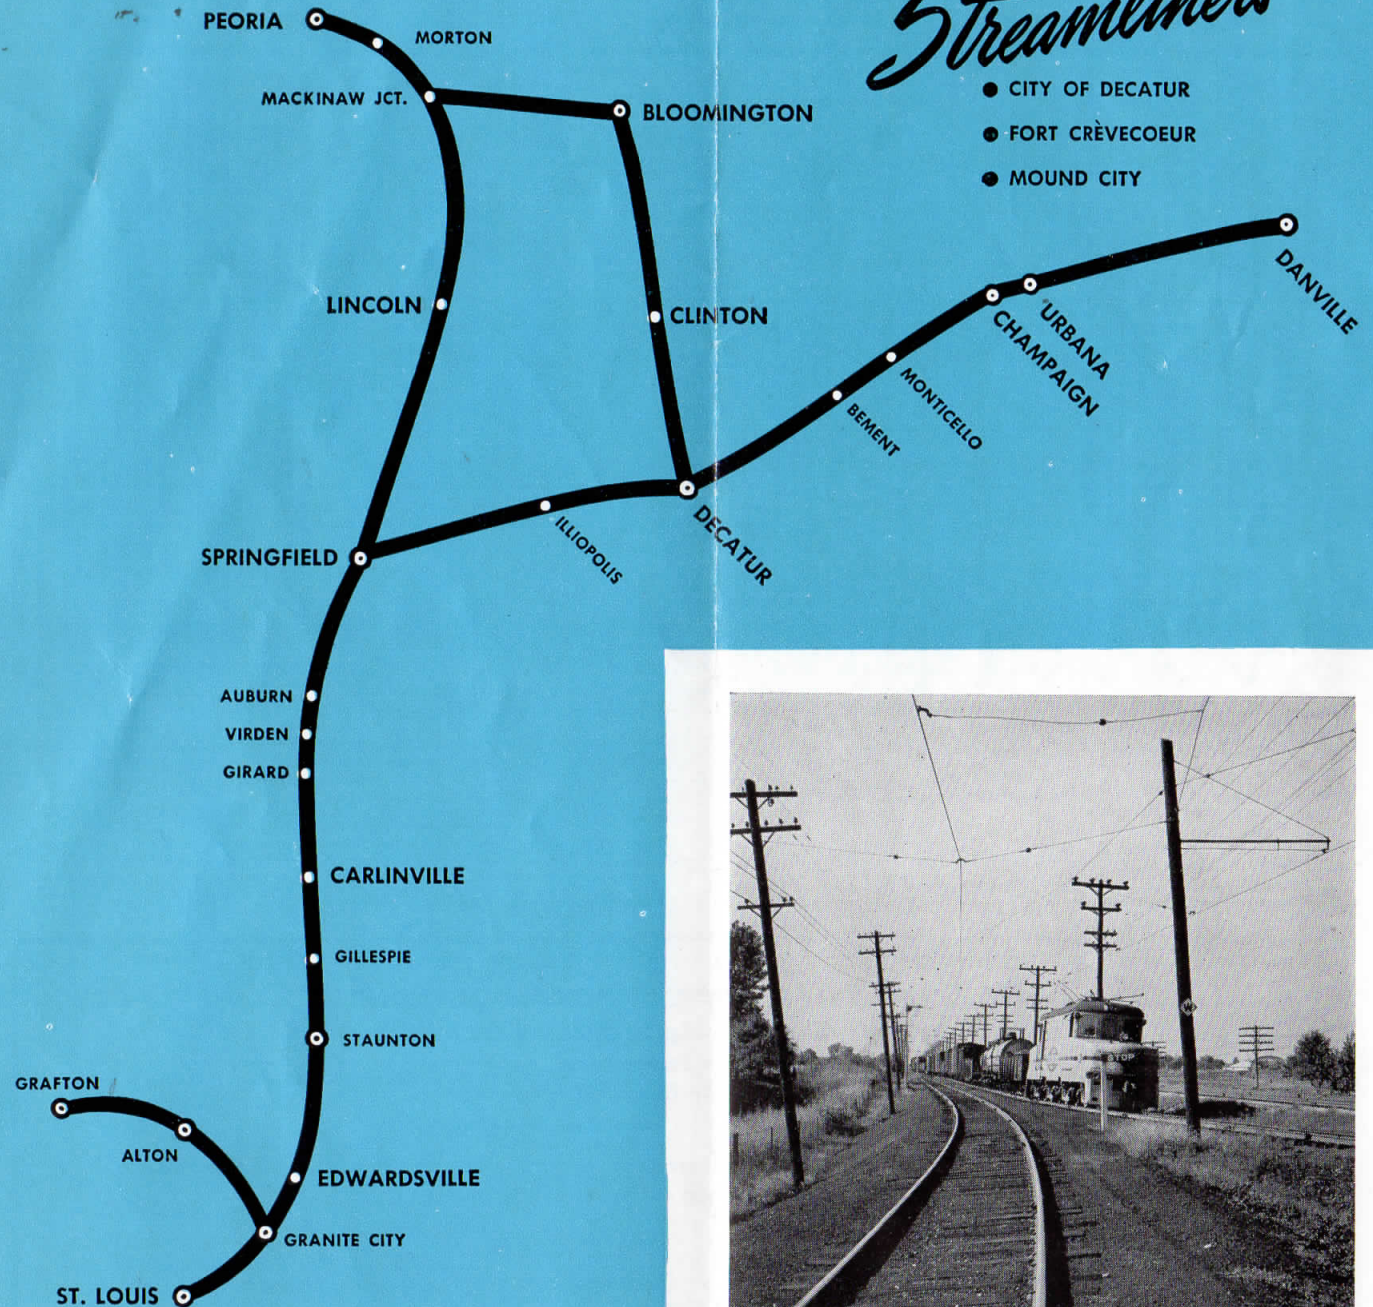 Streamliners
● CITY OF DECATUR
● FORT CRÈVECOEUR
● MOUND CITY
PEORIA
MORTON
MACKINAW JCT.
BLOOMINGTON
LINCOLN
CLINTON
DANVILLE
URBANA
CHAMPAIGN
MONTICELLO
BEMENT
DECATUR
ILLIOPOLIS
SPRINGFIELD
AUBURN
VIRDEN
GIRARD
CARLINVILLE
GILLESPIE
STAUNTON
GRAFTON
ALTON
EDWARDSVILLE
GRANITE CITY
ST. LOUIS
STOP
W